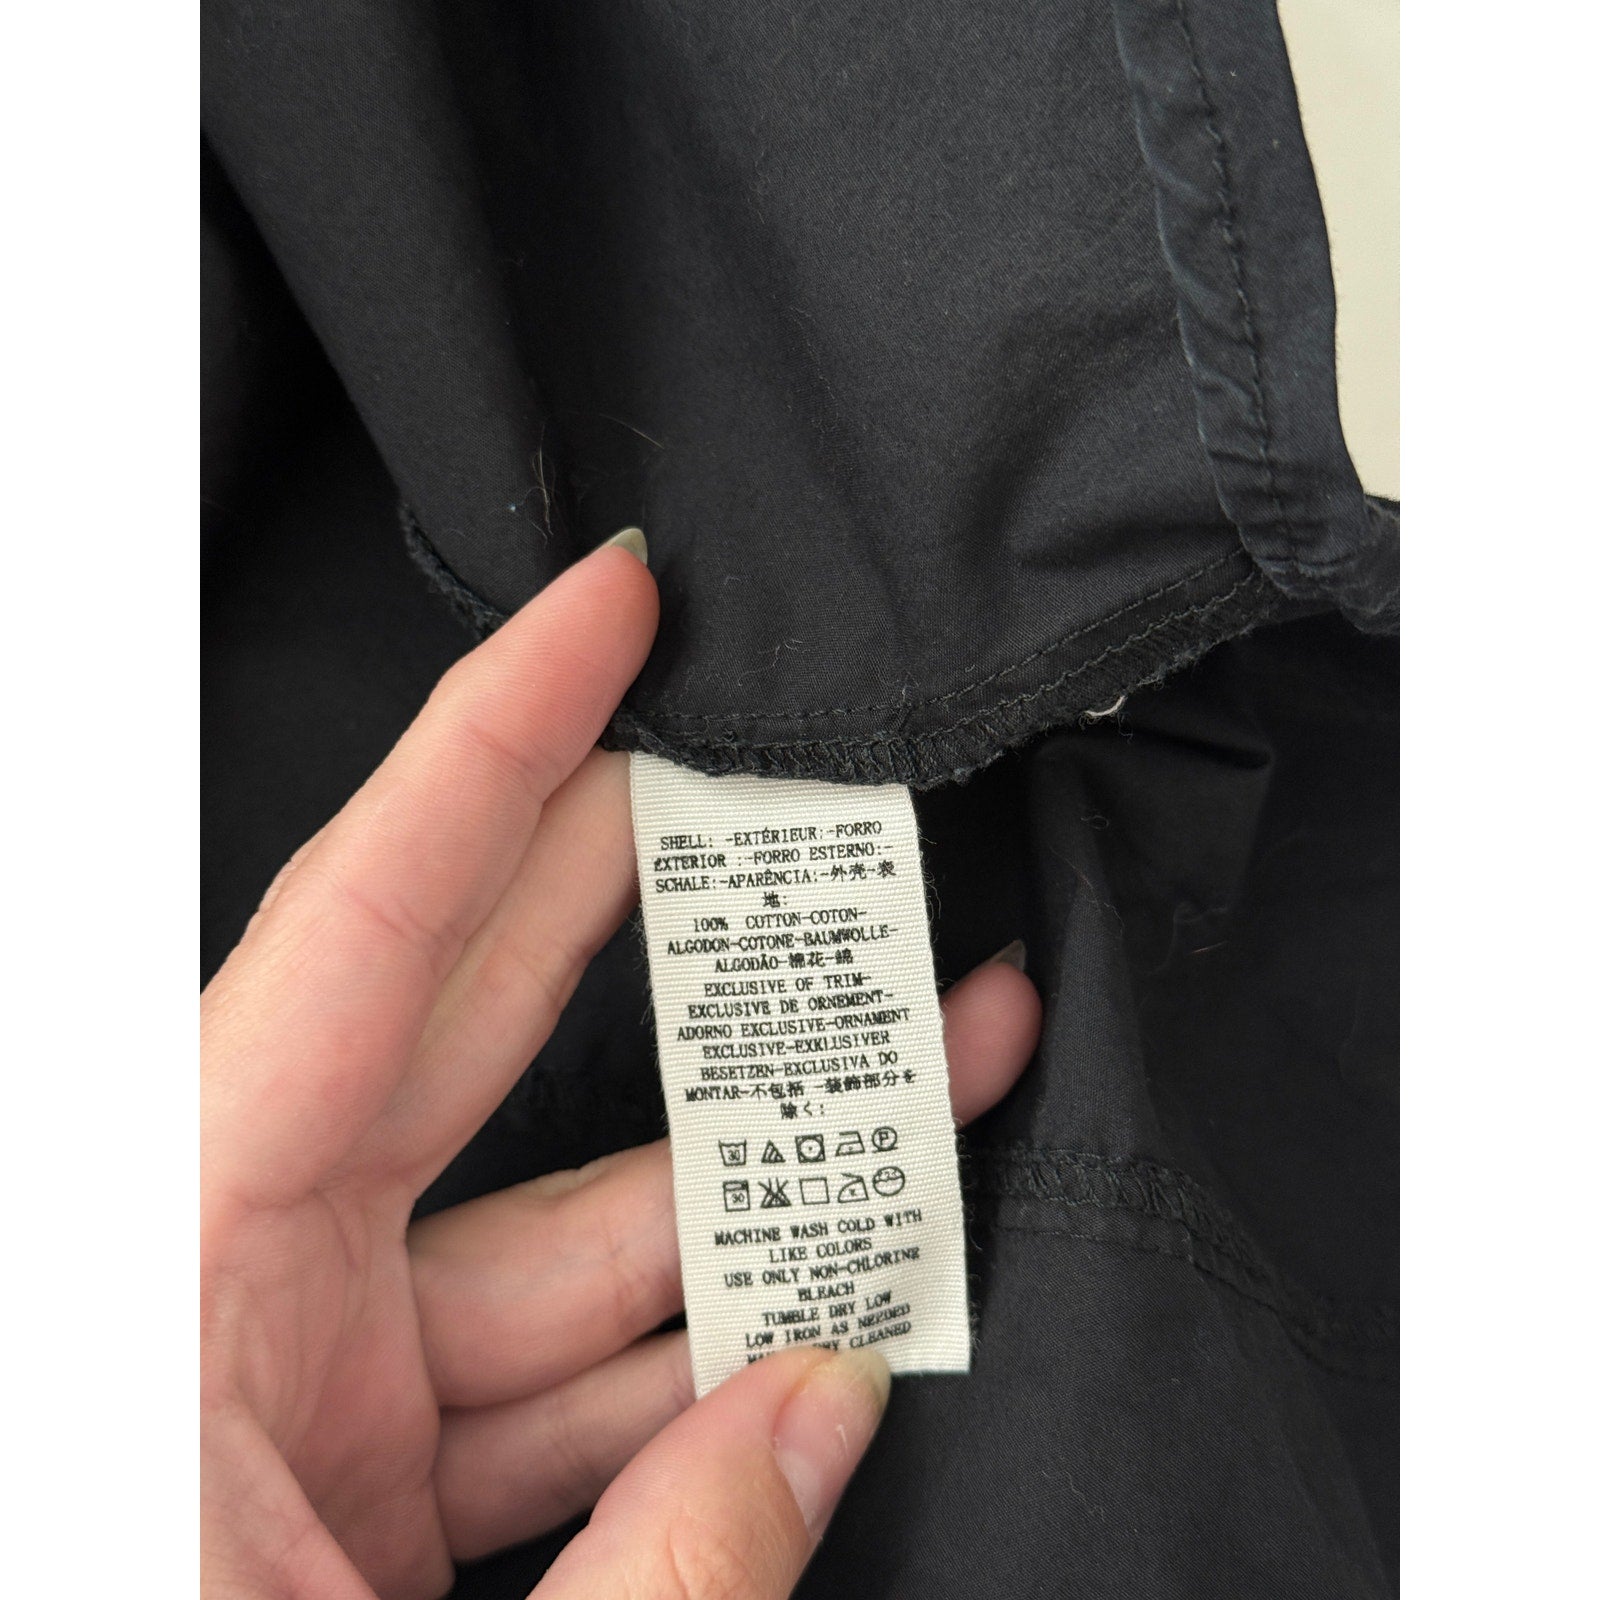 SHELL: -EXTÉRIEUR:-FORRO
EXTERIOR :-FORRO ESTERNO:-
SCHALE:-APARÊNCIA:-外壳-表
地:
100% COTTON-COTON-
ALGODON-COTONE-BAUMWOLLE-
ALGODÃO-棉花-綿
EXCLUSIVE OF TRIM-
EXCLUSIVE DE ORNEMENT-
ADORNO EXCLUSIVE-ORNAMENT
EXCLUSIVE-EXKLUSIVER
BESETZEN-EXCLUSIVA DO
MONTAR-不包括 -装飾部分を
除く:
30 P
30
MACHINE WASH COLD WITH
LIKE COLORS
USE ONLY NON-CHLORINE
BLEACH
TUMBLE DRY LOW
LOW IRON AS NEEDED
CLEANED